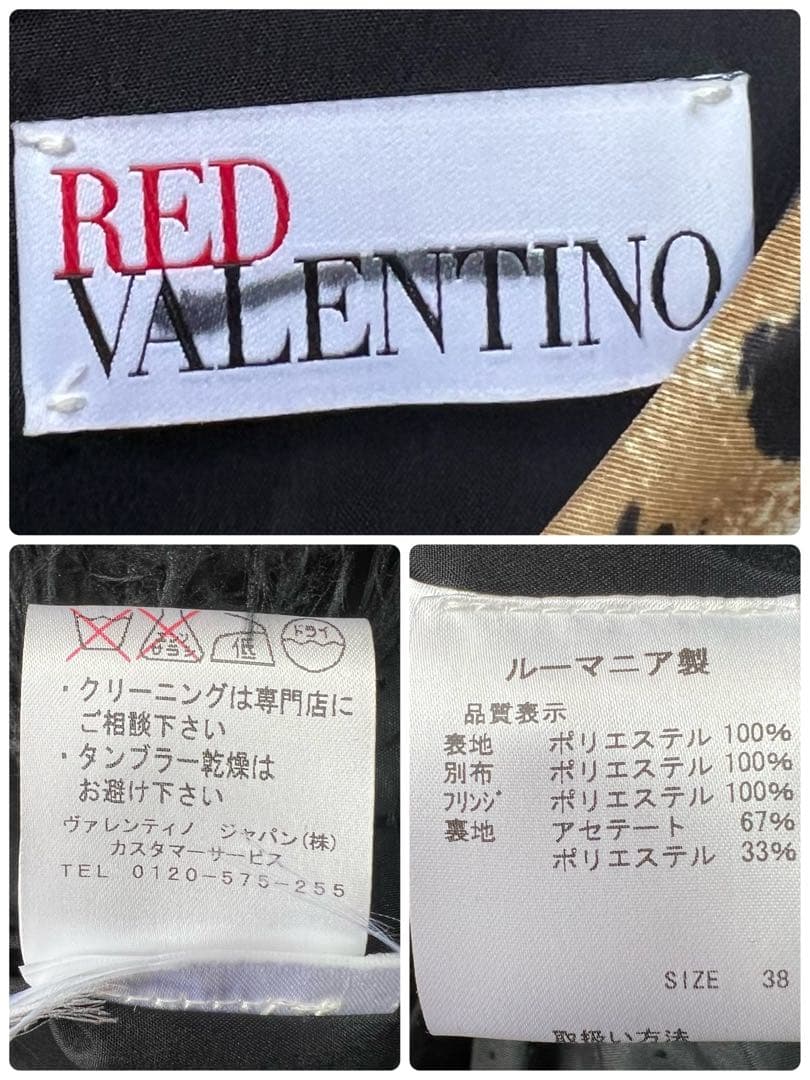 RED
VALENTINO
エンソ
サラシ
低
ドライ
・クリーニングは専門店に
ご相談下さい
・タンブラー乾燥は
お避け下さい
ヴァレンティノ ジャパン(株)
カスタマーサービス
TEL 0120-575-255
ルーマニア製
品質表示
表地 ポリエステル 100%
別布 ポリエステル 100%
フリンジ ポリエステル 100%
裏地 アセテート 67%
ポリエステル 33%
SIZE 38
取扱い方法